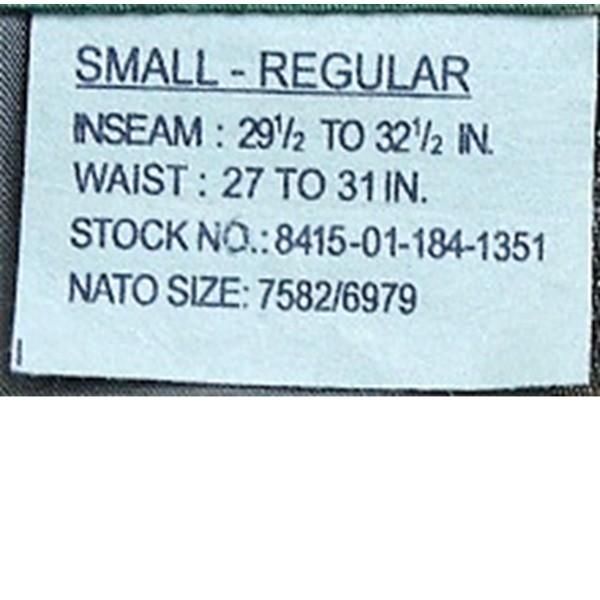 SMALL - REGULAR
INSEAM : 29½ TO 32½ IN.
WAIST : 27 TO 31 IN.
STOCK NO.: 8415-01-184-1351
NATO SIZE: 7582/6979